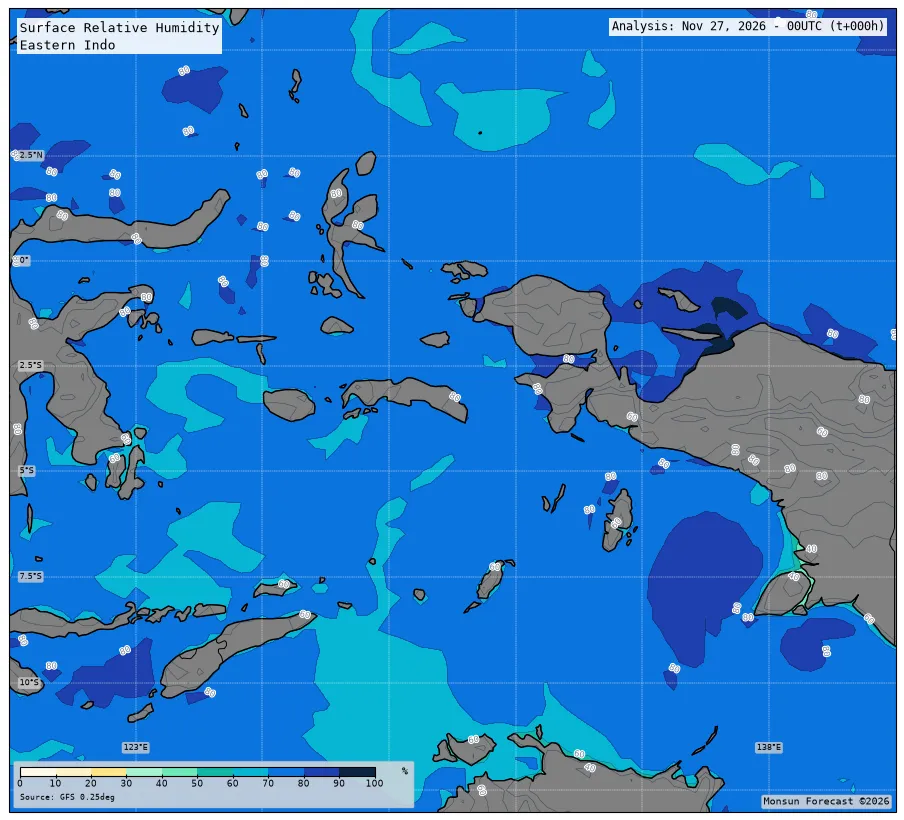 Surface Relative Humidity
Eastern Indo
Analysis: Nov 27, 2026 - 00UTC (t+000h)
2.5°N
0°
2.5°S
5°S
7.5°S
10°S
123°E
138°E
%
0 10 20 30 40 50 60 70 80 90 100
Source: GFS 0.25deg
Monsun Forecast ©2026